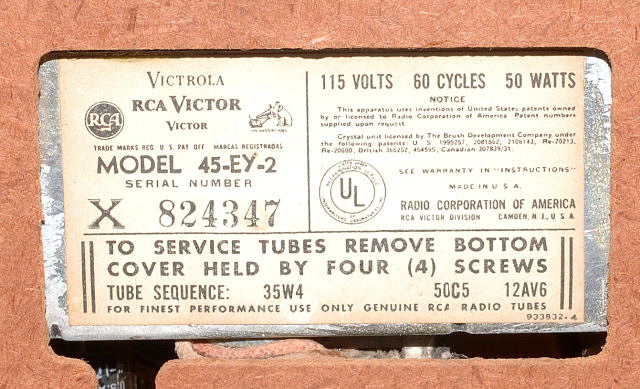 VICTROLA
RCA VICTOR
VICTOR
RCA
"HIS MASTER'S VOICE"
TRADE MARKS REG U.S. PAT OFF MARCAS REGISTRADAS
MODEL 45-EY-2
SERIAL NUMBER
X 824347
115 VOLTS 60 CYCLES 50 WATTS
NOTICE
This apparatus uses inventions of United States patents owned
by or licensed to Radio Corporation of America Patent numbers
supplied upon request
Crystal unit licensed by The Brush Development Company under
the following patents: U. S. 1995257, 2081862, 2106143, Re-20213,
Re-20680, British 366252, 454595, Canadian 307839/31.
UL
SEE WARRANTY IN "INSTRUCTIONS"
MADE IN U S A.
RADIO CORPORATION OF AMERICA
RCA VICTOR DIVISION CAMDEN, N. J., U. S. A
TO SERVICE TUBES REMOVE BOTTOM
COVER HELD BY FOUR (4) SCREWS
TUBE SEQUENCE: 35W4 50C5 12AV6
FOR FINEST PERFORMANCE USE ONLY GENUINE RCA RADIO TUBES
933832-4